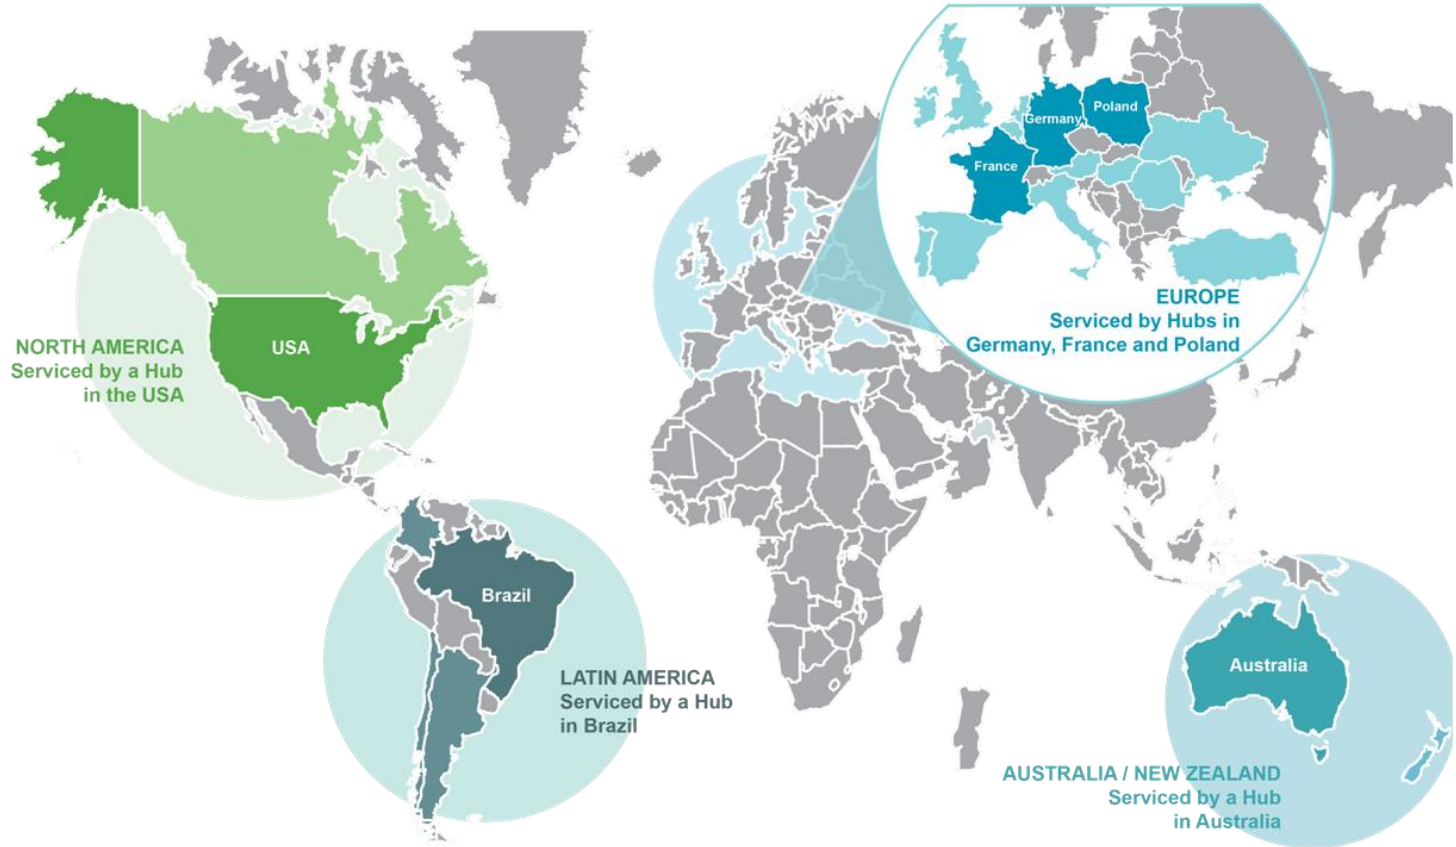 Poland
Germany
France
EUROPE
Serviced by Hubs in
Germany, France and Poland
USA
NORTH AMERICA
Serviced by a Hub
in the USA
Brazil
LATIN AMERICA
Serviced by a Hub
in Brazil
Australia
AUSTRALIA / NEW ZEALAND
Serviced by a Hub
in Australia